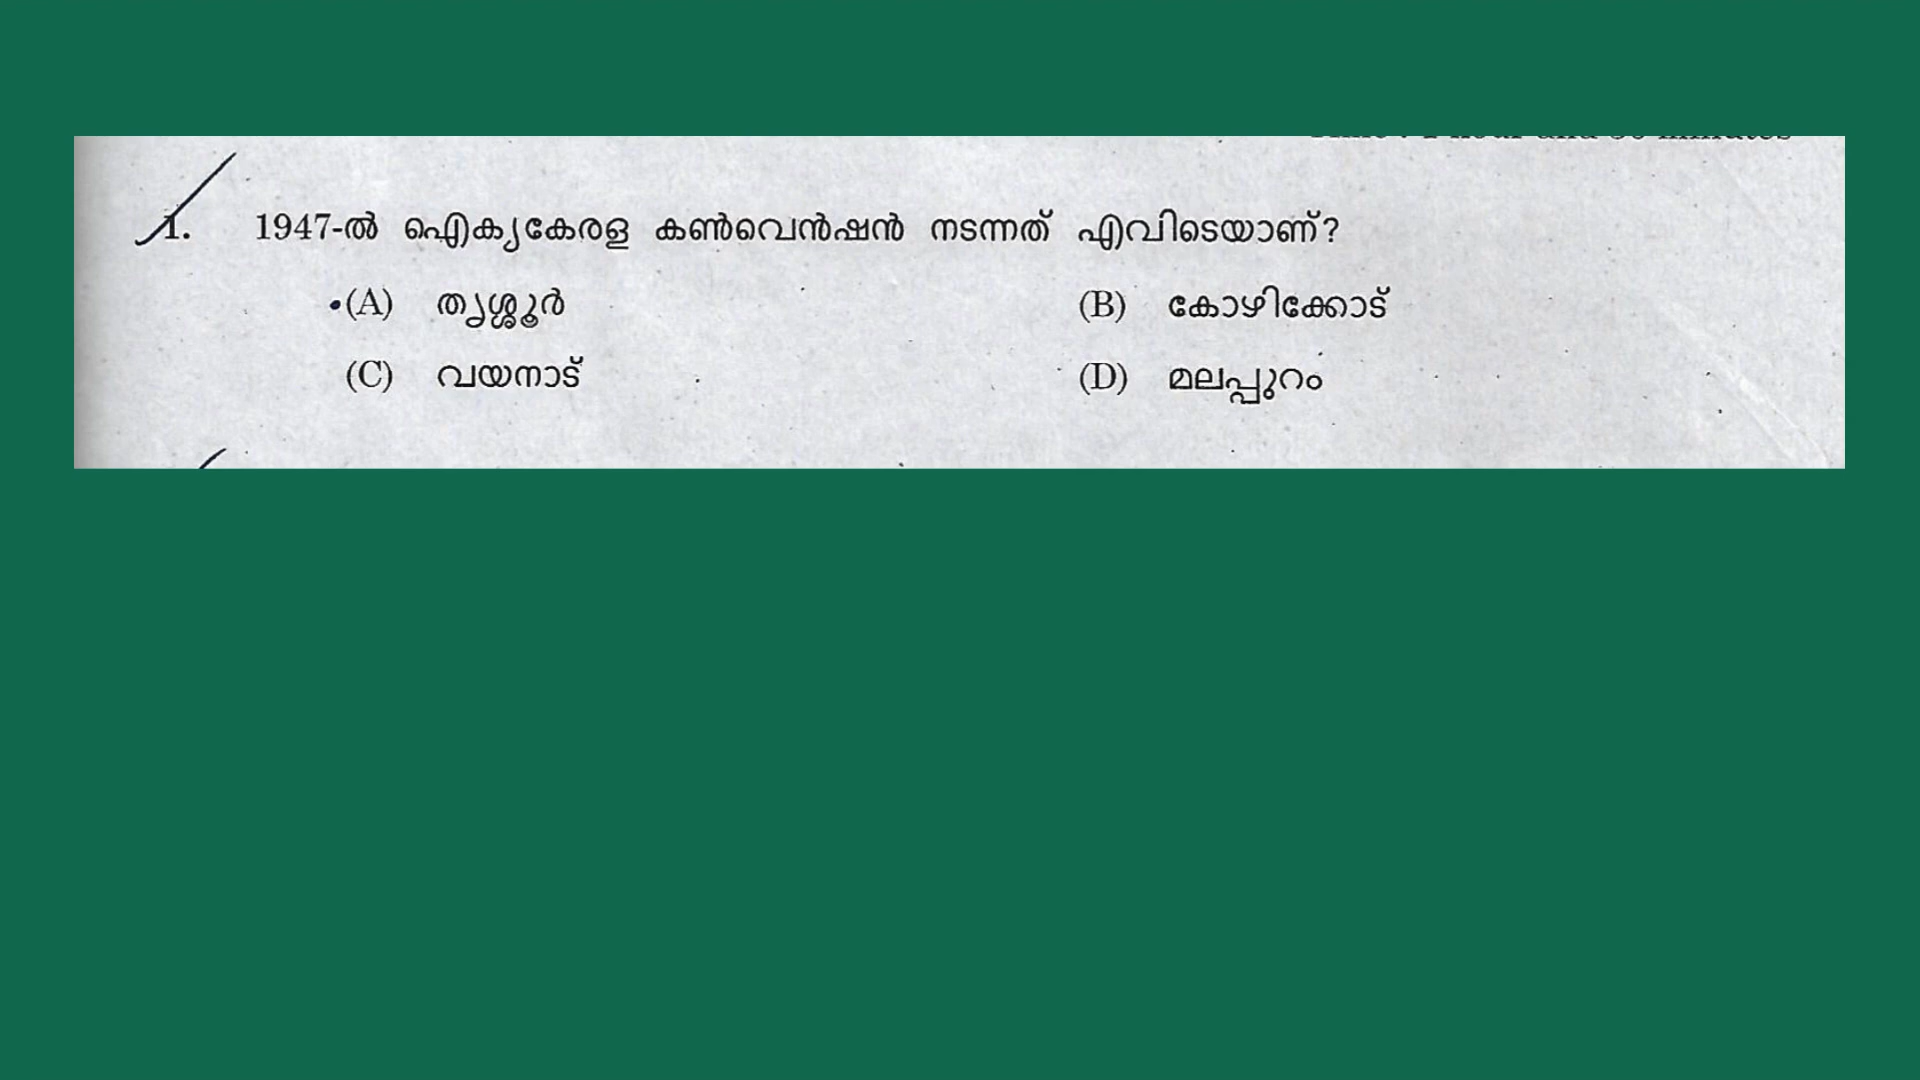 1. 1947-ൽ ഐക്യകേരള കൺവെൻഷൻ നടന്നത് എവിടെയാണ്?
(A) തൃശ്ശൂർ (B) കോഴിക്കോട്
(C) വയനാട് (D) മലപ്പുറം